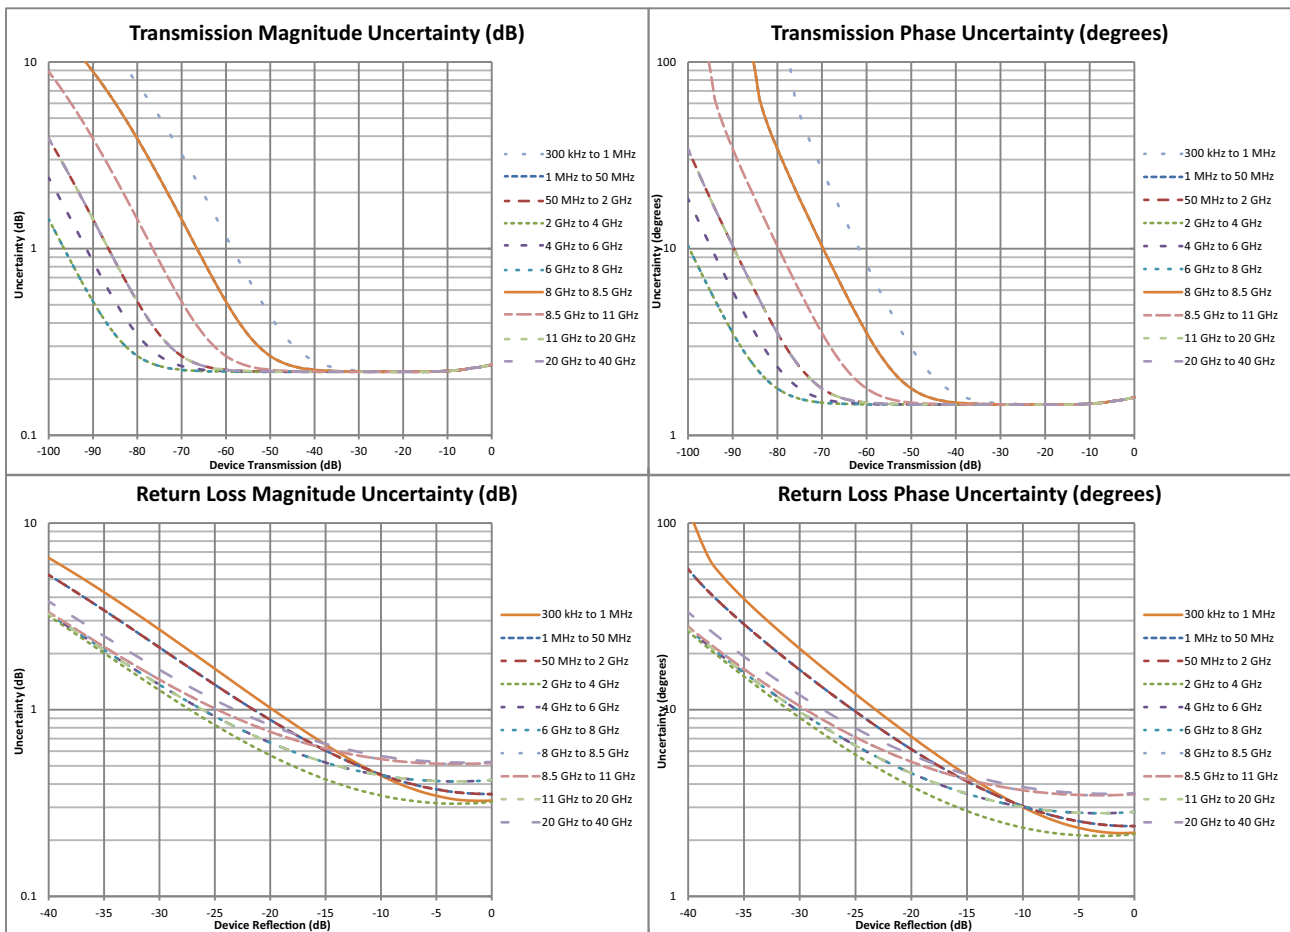 Transmission Magnitude Uncertainty (dB)
10
1
0.1
Uncertainty (dB)
-100 -90 -80 -70 -60 -50 -40 -30 -20 -10 0
Device Transmission (dB)
300 kHz to 1 MHz
1 MHz to 50 MHz
50 MHz to 2 GHz
2 GHz to 4 GHz
4 GHz to 6 GHz
6 GHz to 8 GHz
8 GHz to 8.5 GHz
8.5 GHz to 11 GHz
11 GHz to 20 GHz
20 GHz to 40 GHz
Transmission Phase Uncertainty (degrees)
100
10
1
Uncertainty (degrees)
-100 -90 -80 -70 -60 -50 -40 -30 -20 -10 0
Device Transmission (dB)
300 kHz to 1 MHz
1 MHz to 50 MHz
50 MHz to 2 GHz
2 GHz to 4 GHz
4 GHz to 6 GHz
6 GHz to 8 GHz
8 GHz to 8.5 GHz
8.5 GHz to 11 GHz
11 GHz to 20 GHz
20 GHz to 40 GHz
Return Loss Magnitude Uncertainty (dB)
10
1
0.1
Uncertainty (dB)
-40 -35 -30 -25 -20 -15 -10 -5 0
Device Reflection (dB)
300 kHz to 1 MHz
1 MHz to 50 MHz
50 MHz to 2 GHz
2 GHz to 4 GHz
4 GHz to 6 GHz
6 GHz to 8 GHz
8 GHz to 8.5 GHz
8.5 GHz to 11 GHz
11 GHz to 20 GHz
20 GHz to 40 GHz
Return Loss Phase Uncertainty (degrees)
100
10
1
Uncertainty (degrees)
-40 -35 -30 -25 -20 -15 -10 -5 0
Device Reflection (dB)
300 kHz to 1 MHz
1 MHz to 50 MHz
50 MHz to 2 GHz
2 GHz to 4 GHz
4 GHz to 6 GHz
6 GHz to 8 GHz
8 GHz to 8.5 GHz
8.5 GHz to 11 GHz
11 GHz to 20 GHz
20 GHz to 40 GHz